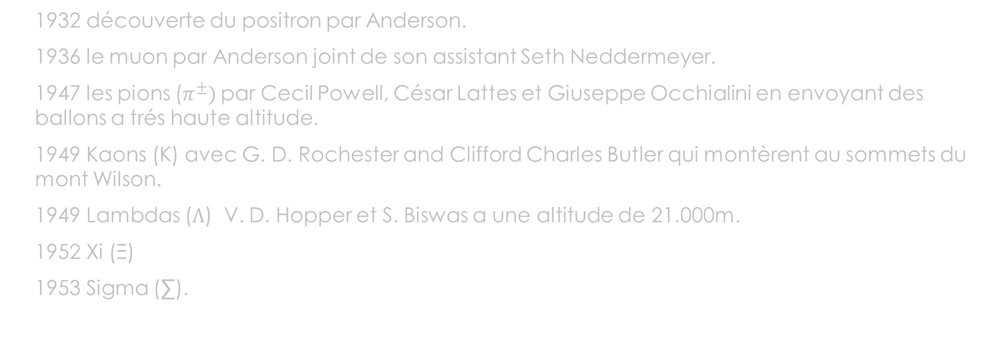 1932 découverte du positron par Anderson.
1936 le muon par Anderson joint de son assistant Seth Neddermeyer.
1947 les pions (π±) par Cecil Powell, César Lattes et Giuseppe Occhialini en envoyant des
ballons a trés haute altitude.
1949 Kaons (K) avec G. D. Rochester and Clifford Charles Butler qui montèrent au sommets du
mont Wilson.
1949 Lambdas (Λ)  V. D. Hopper et S. Biswas a une altitude de 21.000m.
1952 Xi (Ξ)
1953 Sigma (∑).